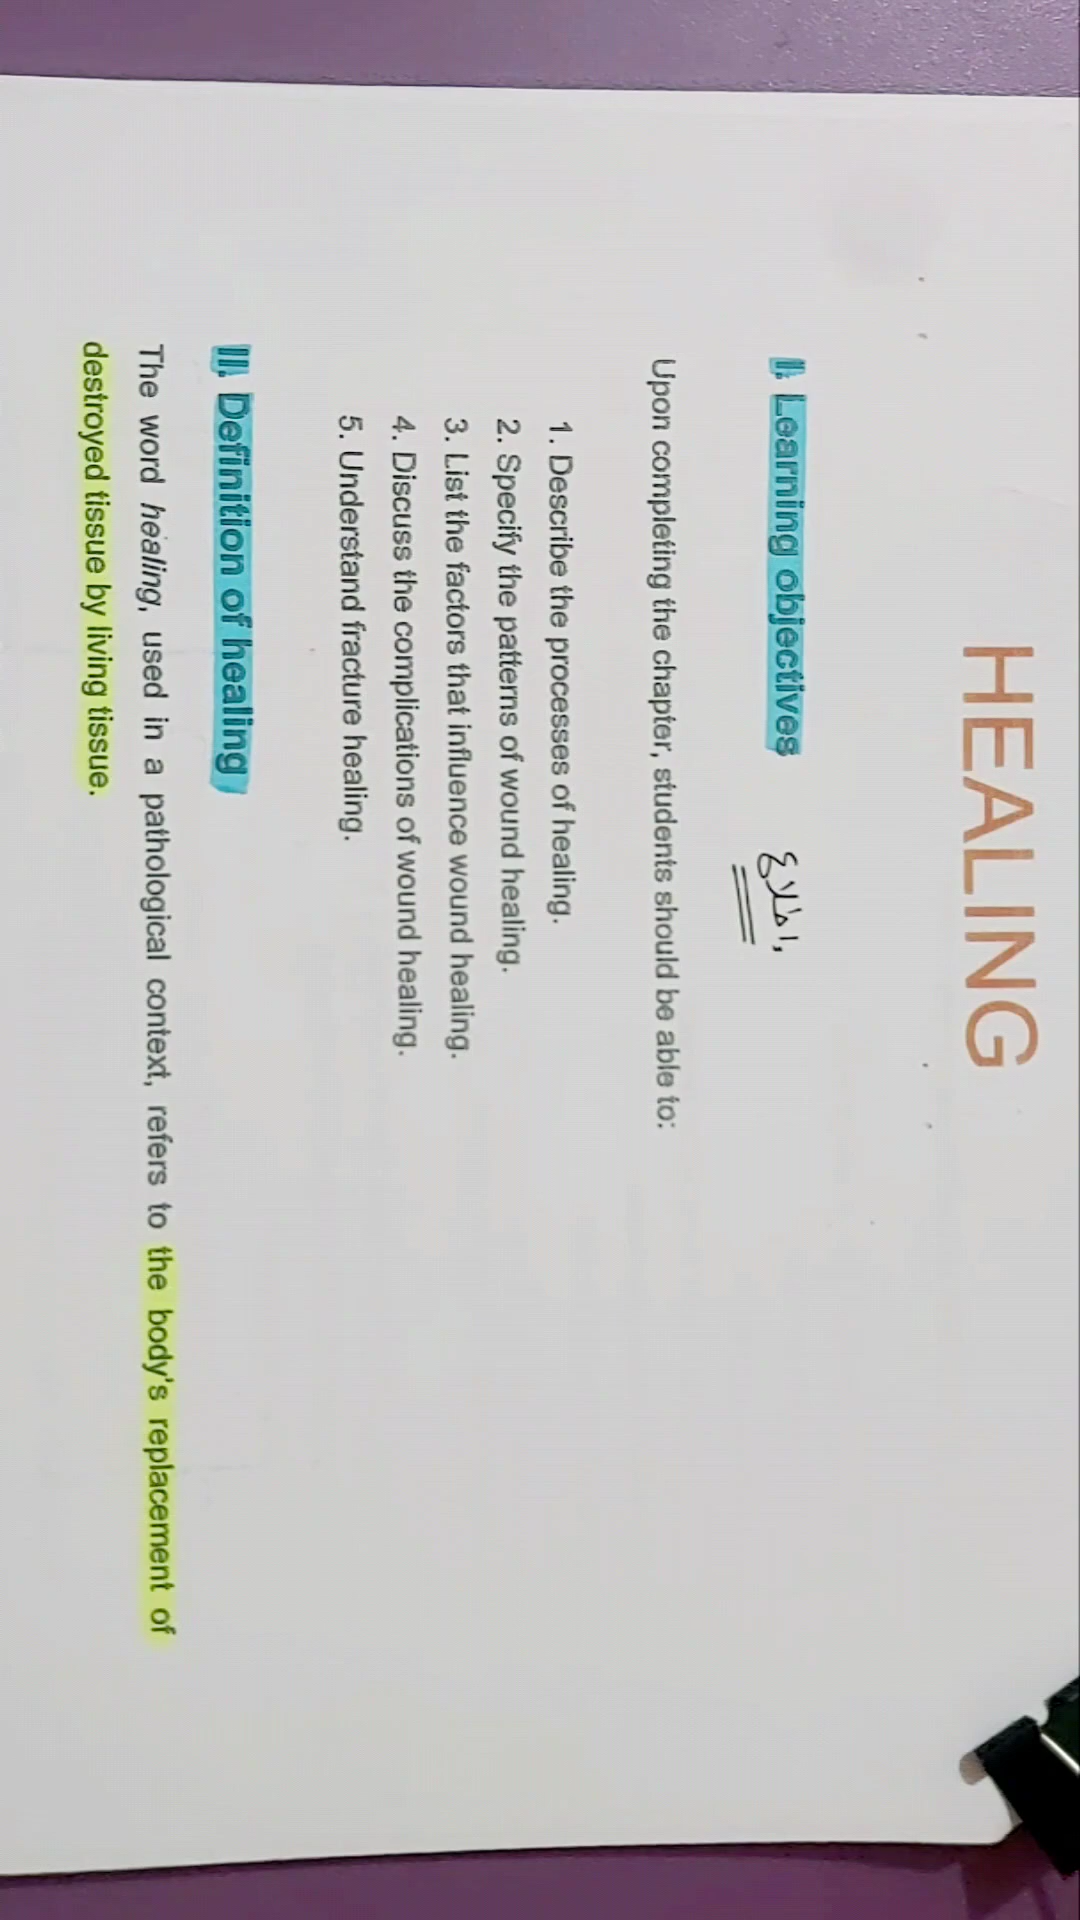 HEALING
I. Learning objectives
اطلاع
Upon completing the chapter, students should be able to:
1. Describe the processes of healing.
2. Specify the patterns of wound healing.
3. List the factors that influence wound healing.
4. Discuss the complications of wound healing.
5. Understand fracture healing.
II. Definition of healing
The word healing, used in a pathological context, refers to the body's replacement of
destroyed tissue by living tissue.